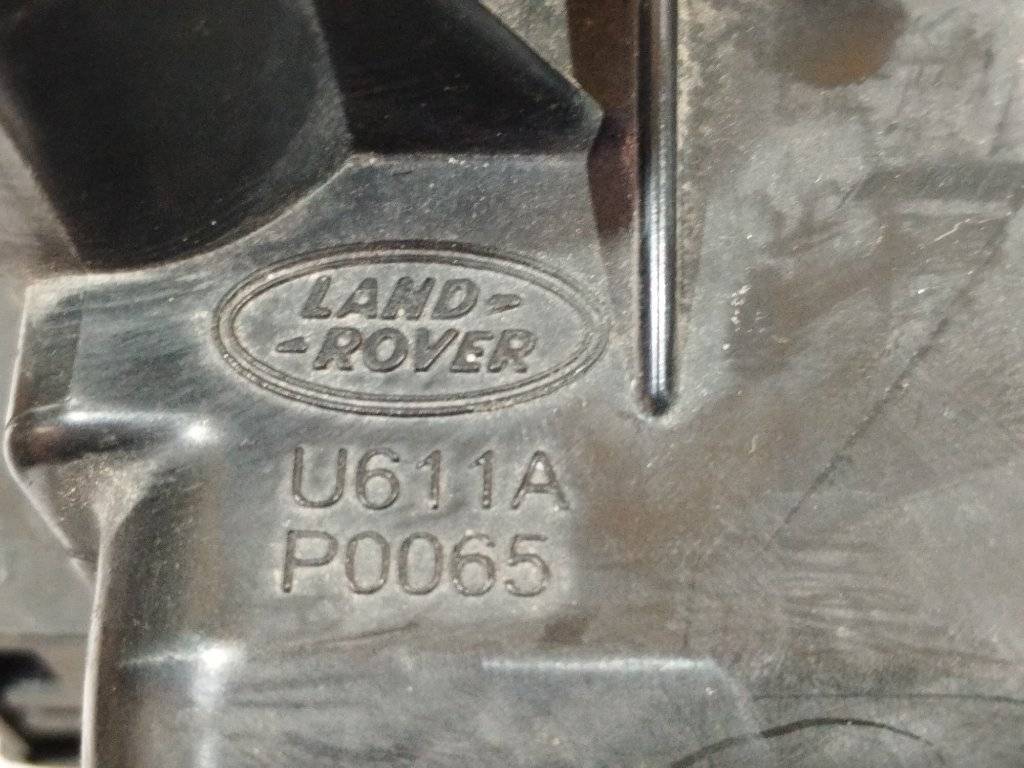 LAND-
-ROVER
U611A
P0065